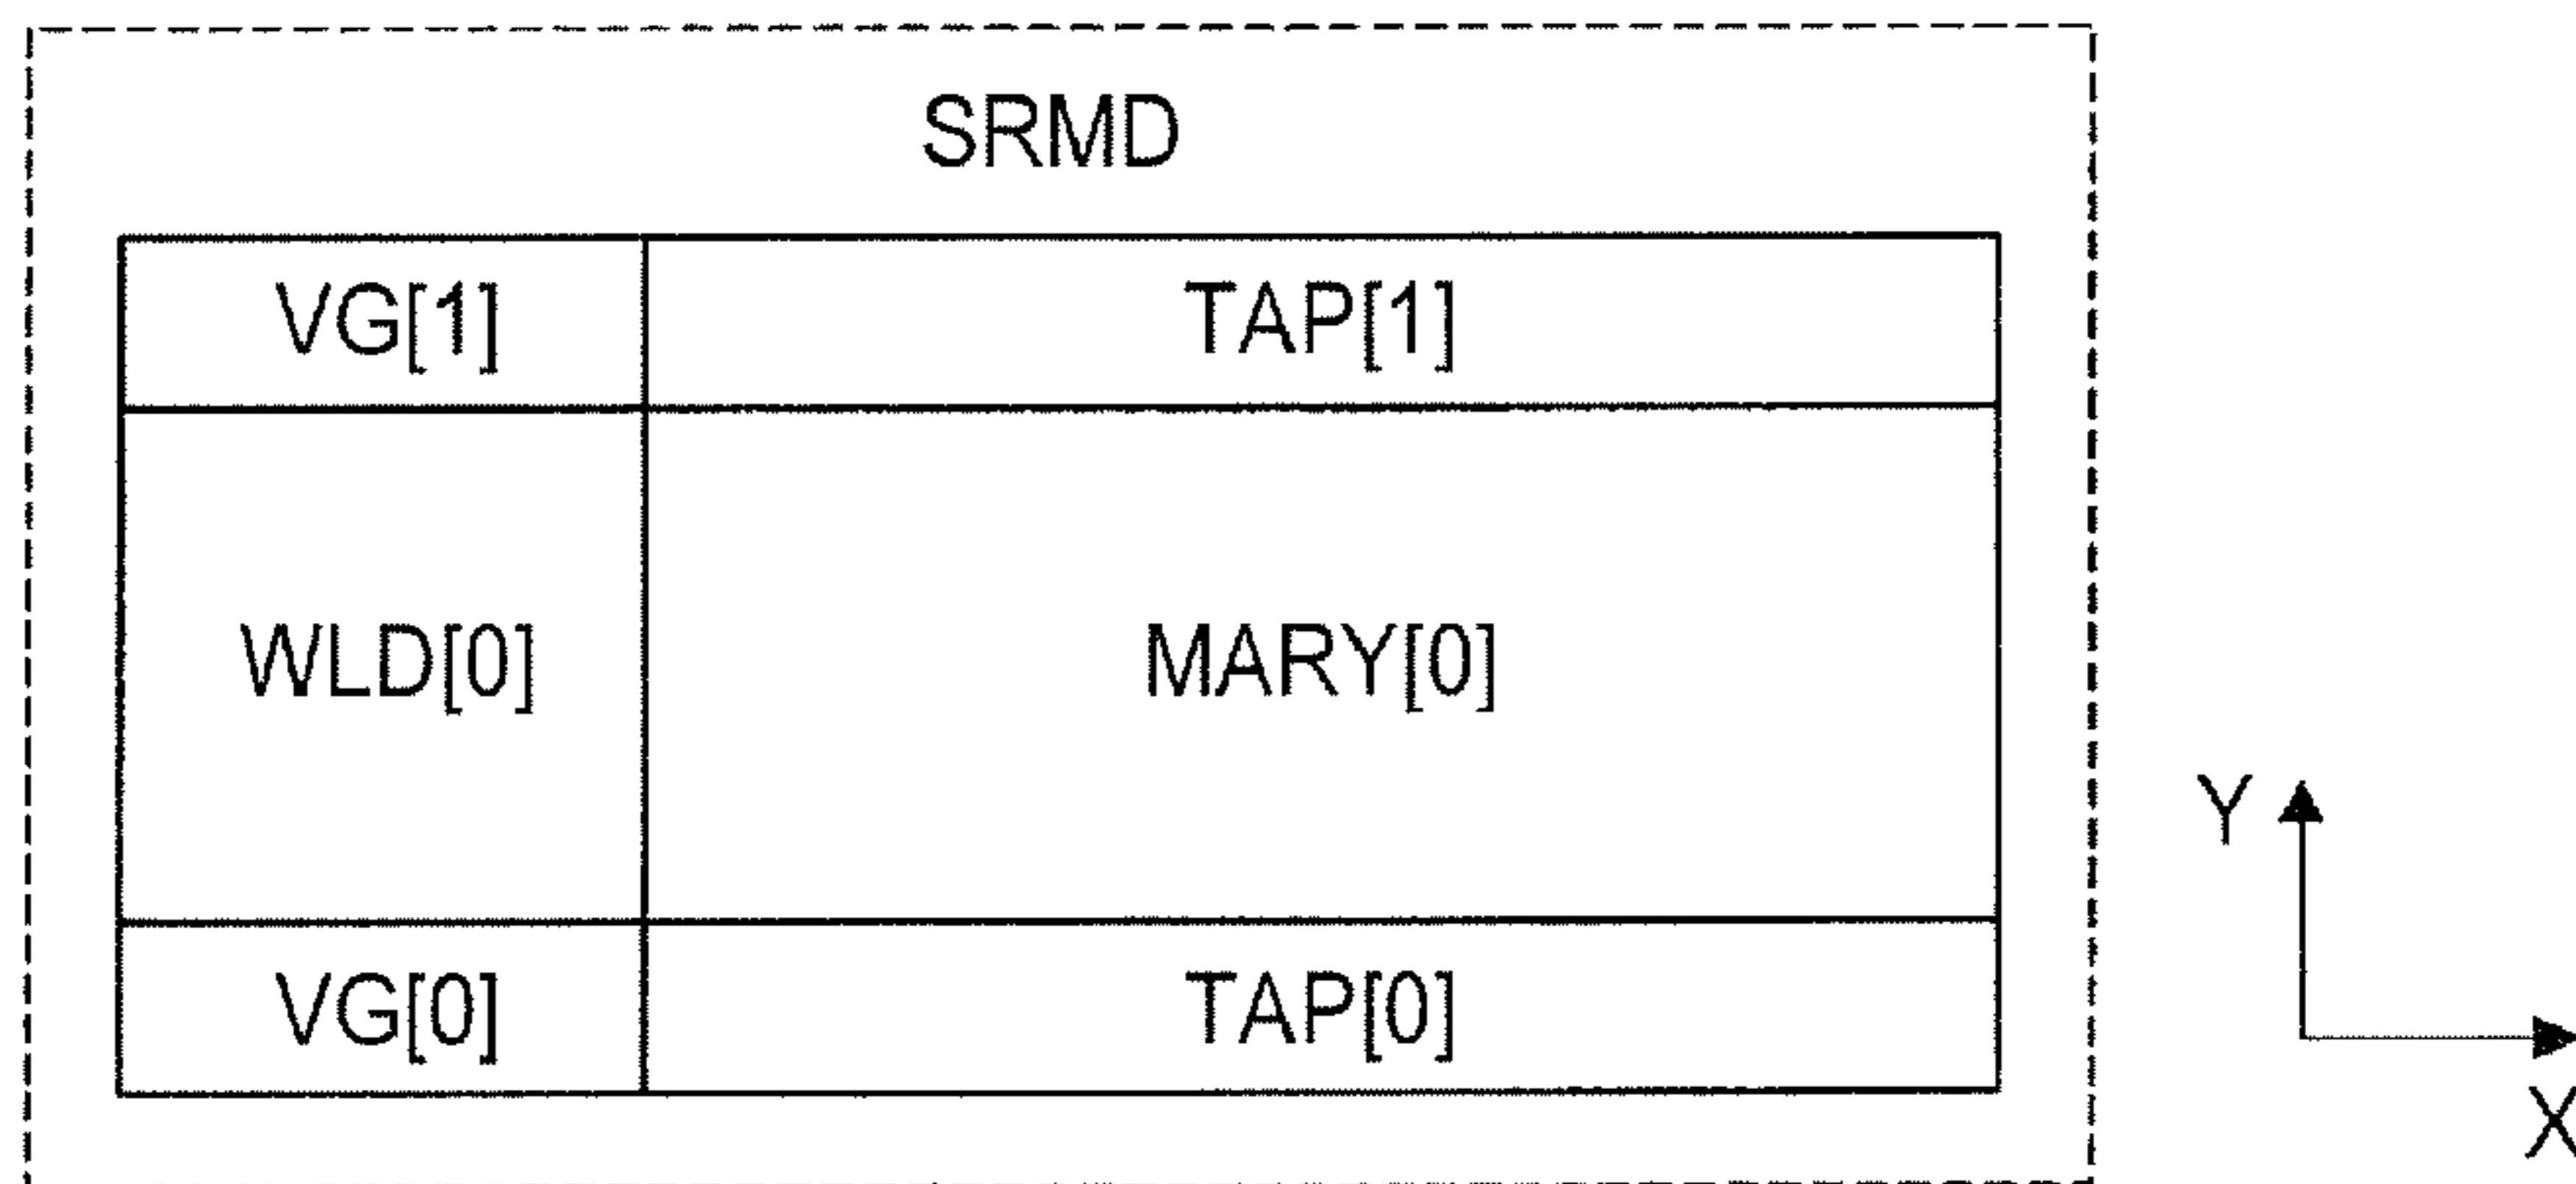 SRMD
VG[1] TAP[1]
WLD[0] MARY[0]
VG[0] TAP[0]
Y
X